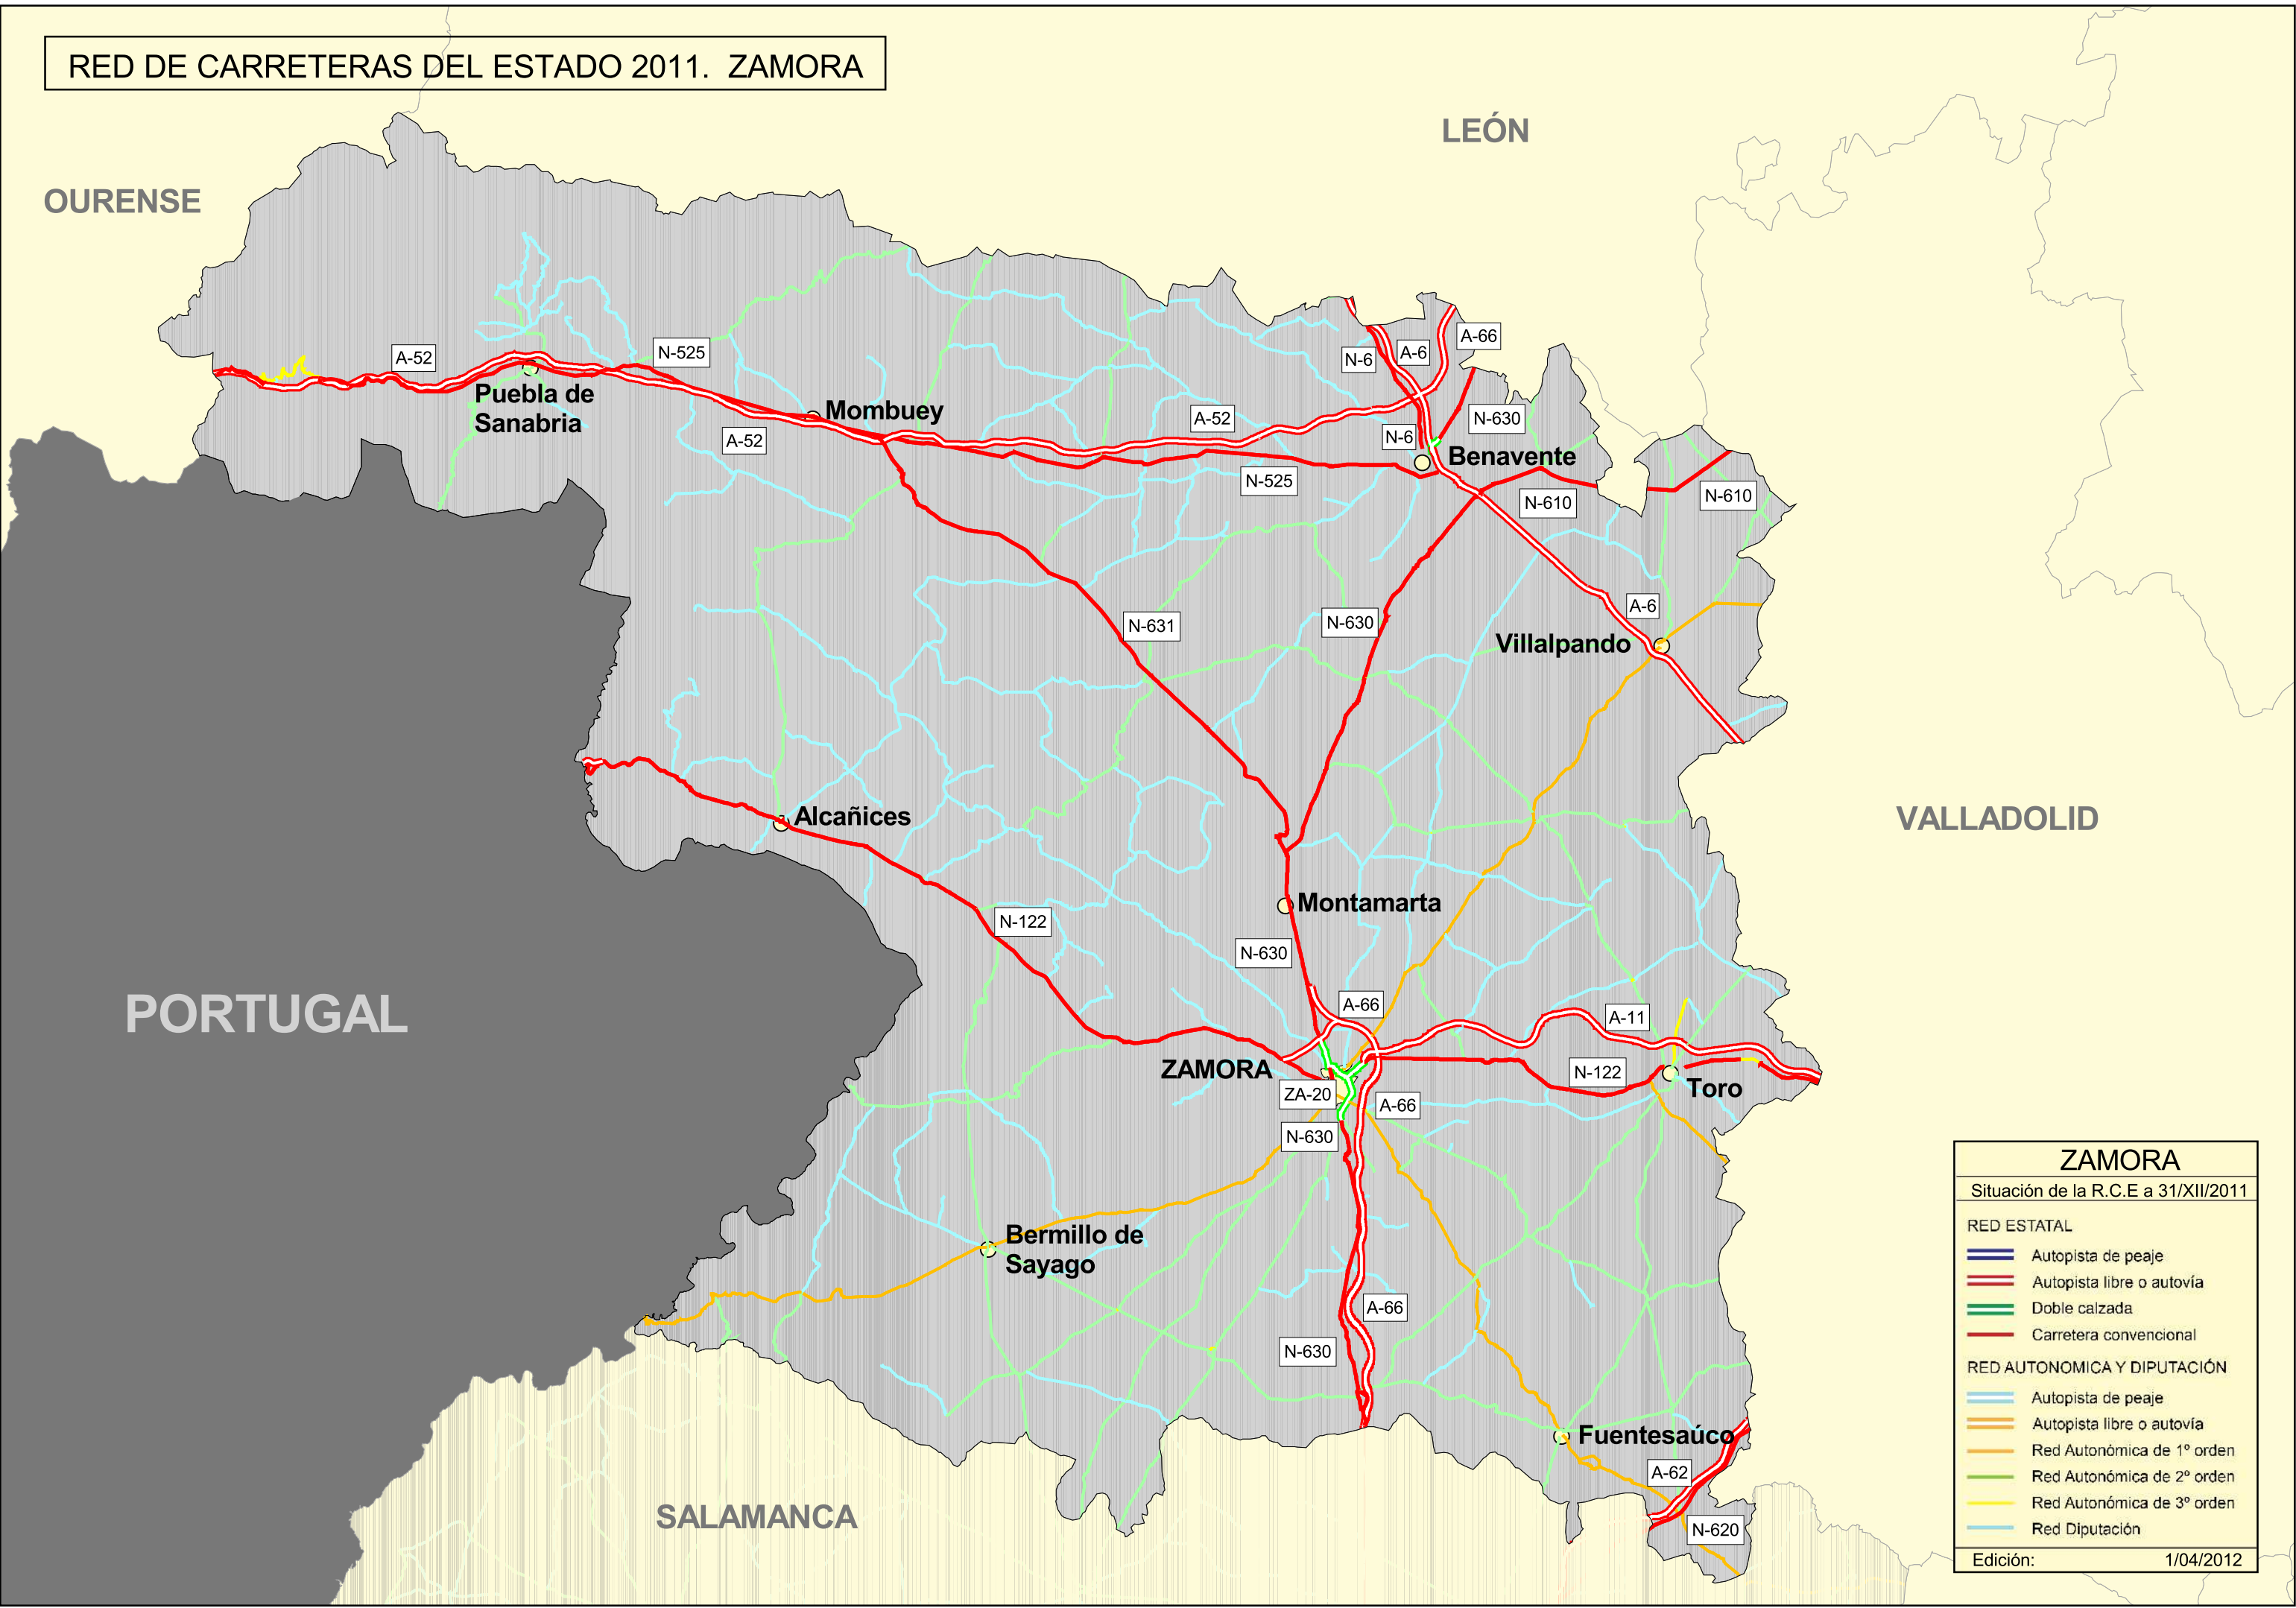 RED DE CARRETERAS DEL ESTADO 2011. ZAMORA
LEÓN
OURENSE
A-66
A-6
N-6
N-525
A-52
Puebla de
Sanabria
Mombuey
A-52
N-630
A-52
N-6
Benavente
N-525
N-610
N-610
A-6
N-631
N-630
Villalpando
Alcañices
VALLADOLID
Montamarta
N-122
N-630
PORTUGAL
A-66
A-11
ZAMORA
N-122
Toro
ZA-20
A-66
N-630
Bermillo de
Sayago
A-66
N-630
Fuentesaúco
A-62
SALAMANCA
N-620
ZAMORA
Situación de la R.C.E a 31/XII/2011
RED ESTATAL
Autopista de peaje
Autopista libre o autovía
Doble calzada
Carretera convencional
RED AUTONOMICA Y DIPUTACIÓN
Autopista de peaje
Autopista libre o autovía
Red Autonómica de 1º orden
Red Autonómica de 2º orden
Red Autonómica de 3º orden
Red Diputación
Edición: 1/04/2012